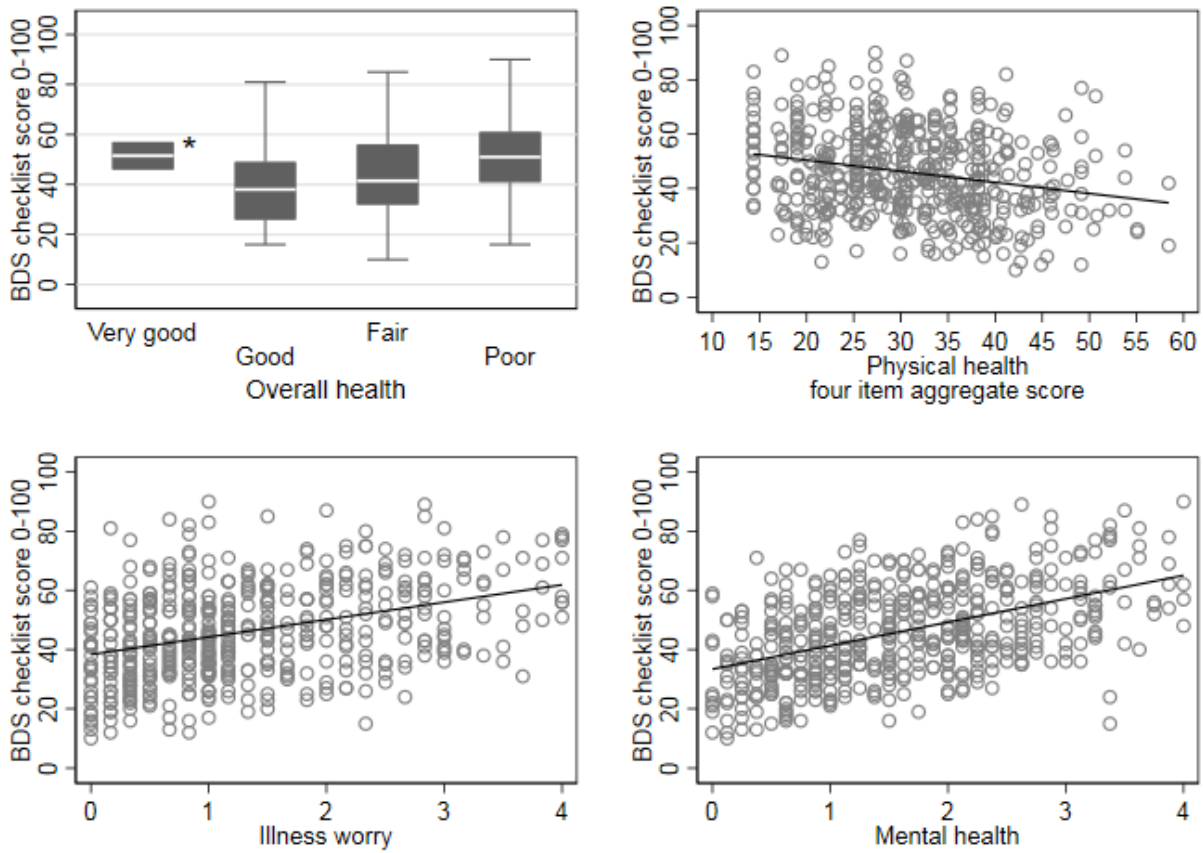 BDS checklist score 0-100
0 20 40 60 80 100
*
Very good
Good
Fair
Poor
Overall health
BDS checklist score 0-100
0 20 40 60 80 100
10 15 20 25 30 35 40 45 50 55 60
Physical health
four item aggregate score
BDS checklist score 0-100
0 20 40 60 80 100
0 1 2 3 4
Illness worry
BDS checklist score 0-100
0 20 40 60 80 100
0 1 2 3 4
Mental health